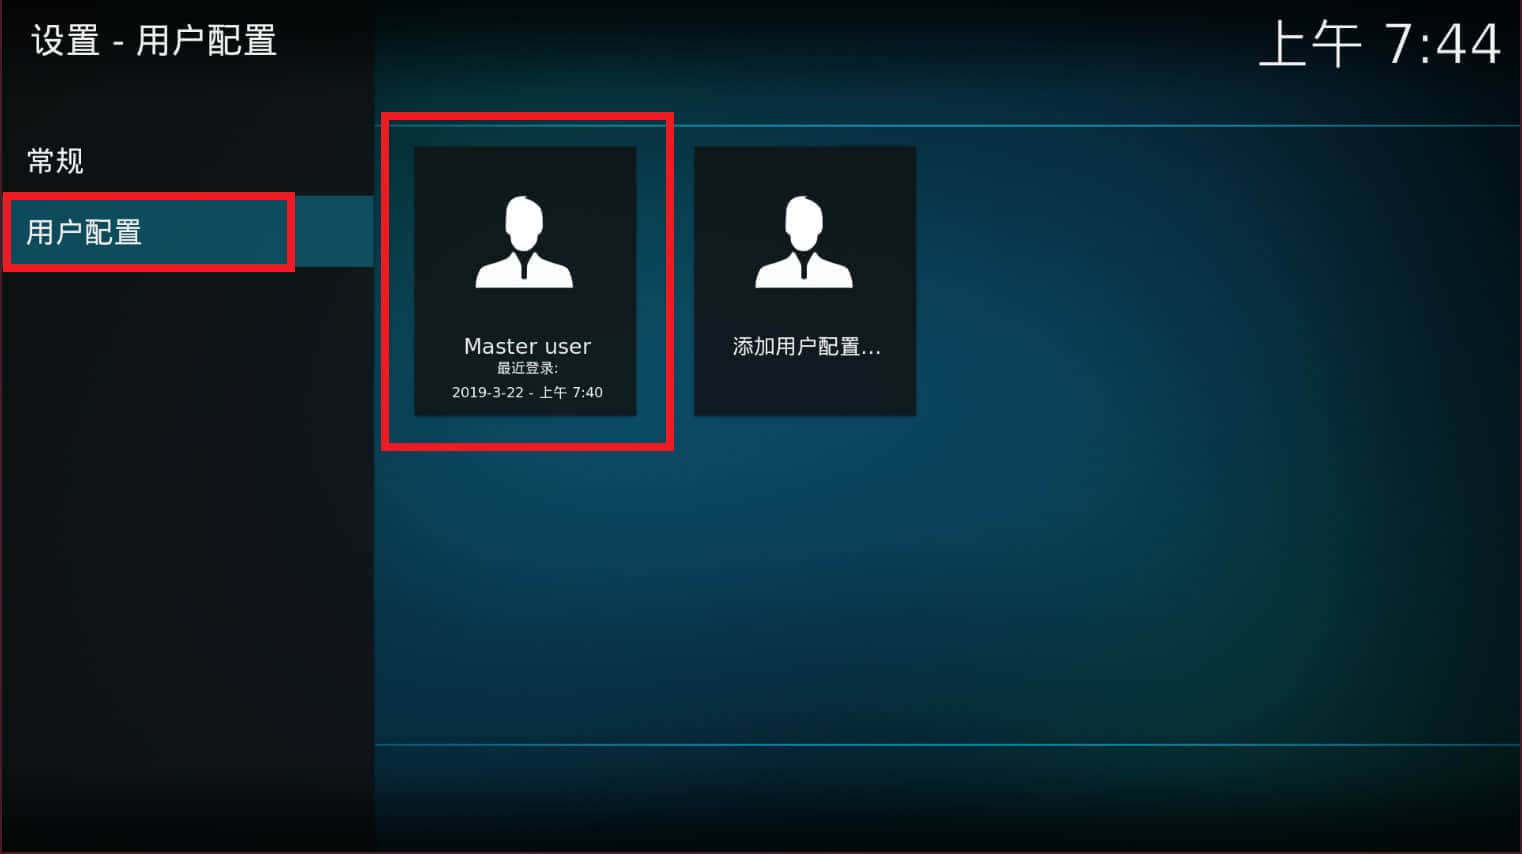 设置 - 用户配置
上午 7:44
常规
用户配置
Master user
最近登录:
2019-3-22 - 上午 7:40
添加用户配置...